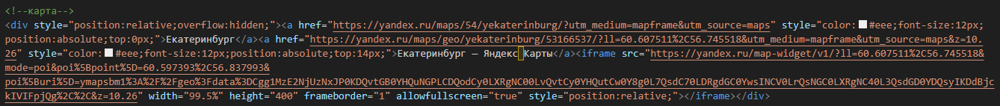 <!--карта-->
<div style="position:relative;overflow:hidden;"><a href="https://yandex.ru/maps/54/yekaterinburg/?utm_medium=mapframe&utm_source=maps" style="color:#eee;font-size:12px;
position:absolute;top:0px;">Екатеринбург</a><a href="https://yandex.ru/maps/geo/yekaterinburg/53166537/?ll=60.607511%2C56.745518&utm_medium=mapframe&utm_source=maps&z=10.
26" style="color:#eee;font-size:12px;position:absolute;top:14px;">Екатеринбург — Яндекс Карты</a><iframe src="https://yandex.ru/map-widget/v1/?ll=60.607511%2C56.745518&
mode=poi&poi%5Bpoint%5D=60.597393%2C56.837993&
poi%5Buri%5D=ymapsbm1%3A%2F%2Fgeo%3Fdata%3DCgg1MzE2NjUzNxJP0KDQvtGB0YHQuNGPLCDQodCy0LXRgNC00LvQvtCy0YHQutCw0Y8g0L7QsdC70LDRgdGC0YwsINCV0LrQsNGC0LXRgNC40L3QsdGD0YDQsyIKDdBjc
kIVIFpjQg%2C%2C&z=10.26" width="99.5%" height="400" frameborder="1" allowfullscreen="true" style="position:relative;"></iframe></div>